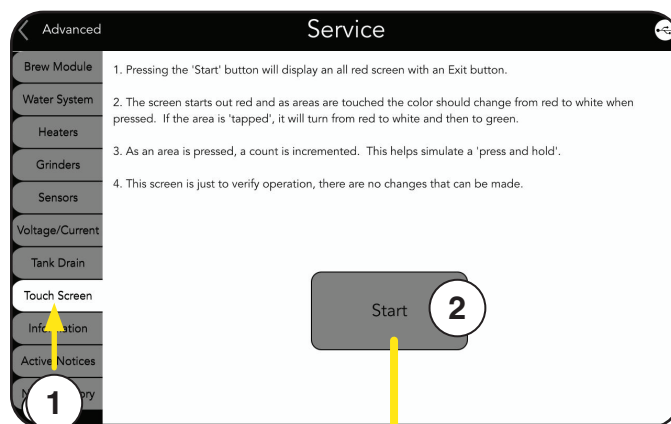 Advanced
Service
Brew Module
Water System
Heaters
Grinders
Sensors
Voltage/Current
Tank Drain
Touch Screen
Active Notices
1. Pressing the 'Start' button will display an all red screen with an Exit button.
2. The screen starts out red and as areas are touched the color should change from red to white when
pressed. If the area is 'tapped', it will turn from red to white and then to green.
3. As an area is pressed, a count is incremented. This helps simulate a 'press and hold'.
4. This screen is just to verify operation, there are no changes that can be made.
Start
2
1